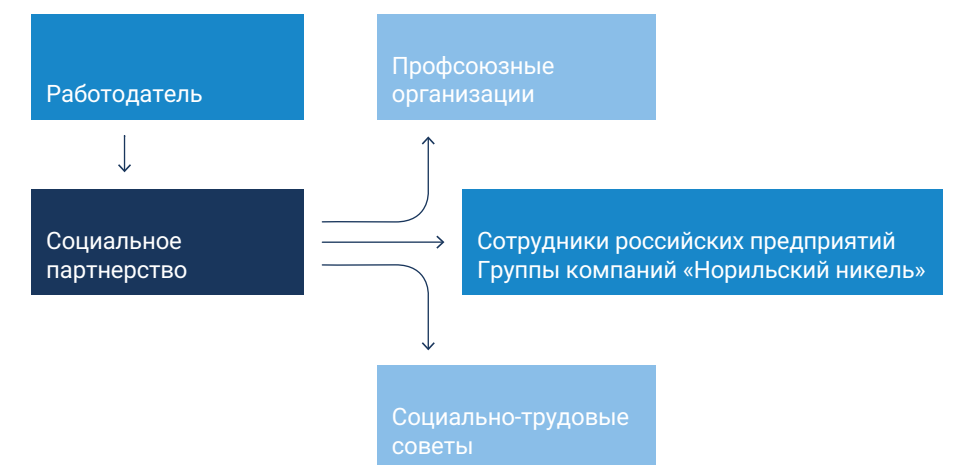 Работодатель
Профсоюзные
организации
Социальное
партнерство
Сотрудники российских предприятий
Группы компаний «Норильский никель»
Социально-трудовые
советы